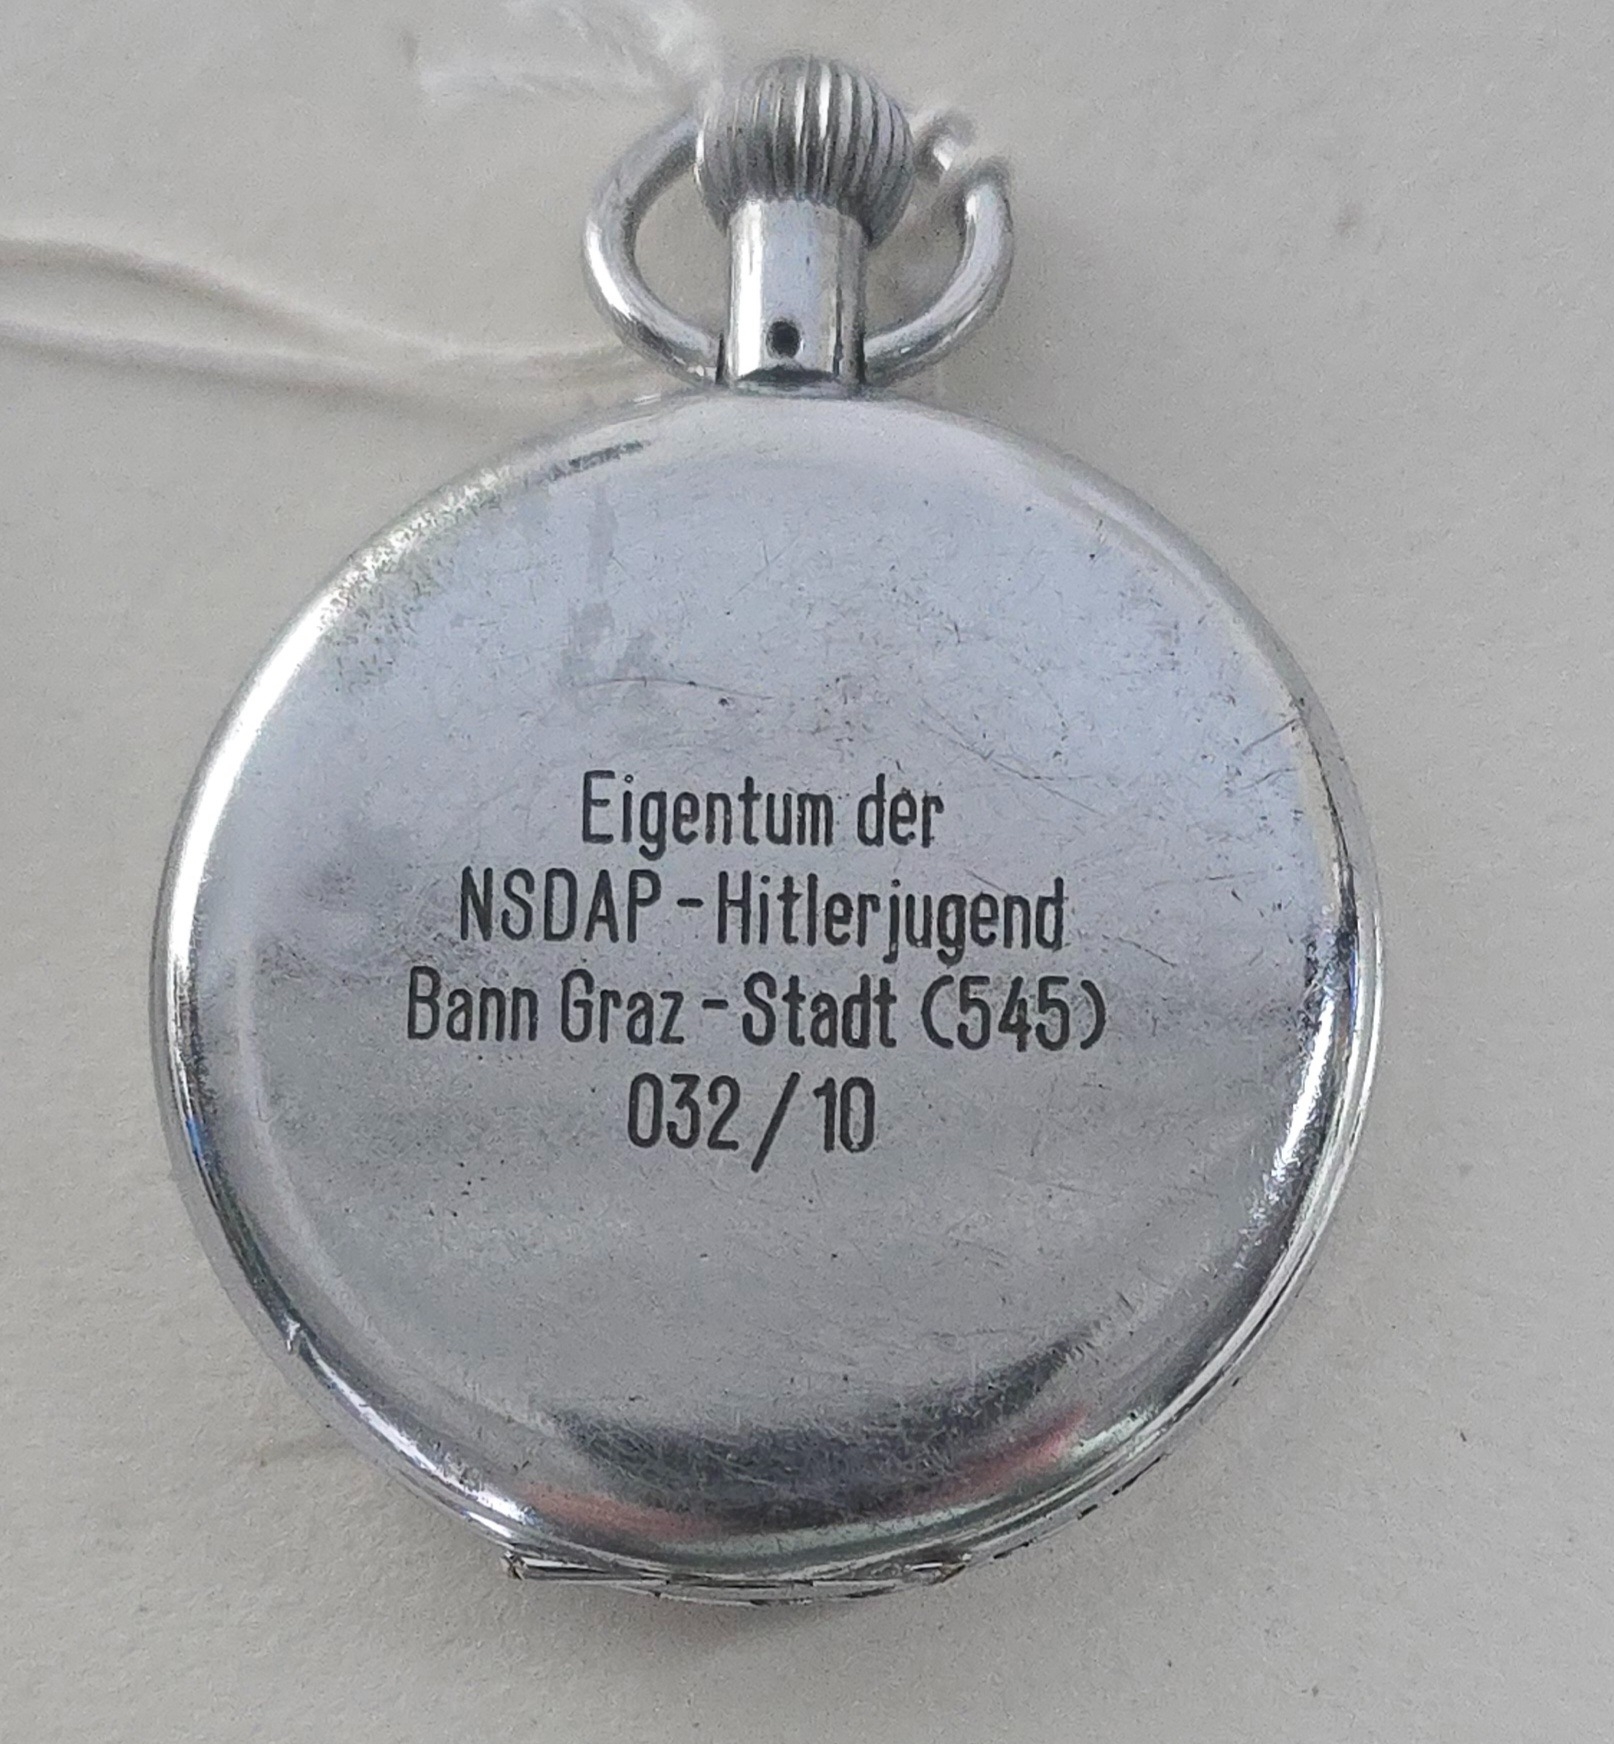 Eigentum der
NSDAP - Hitlerjugend
Bann Graz - Stadt (545)
032 / 10